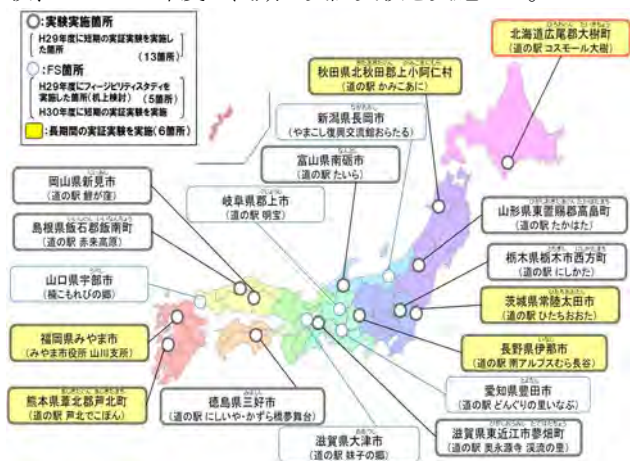 ○:実験実施箇所
H29年度に短期の実証実験を実施し
た箇所
(13箇所)
○:FS箇所
H29年度にフィージビリティスタディを
実施した箇所(机上検討) (5箇所)
H30年度に短期の実証実験を実施
:長期間の実証実験を実施(6箇所)
北海道広尾郡大樹町
(道の駅 コスモール大樹)
秋田県北秋田郡上小阿仁村
(道の駅 かみこあに)
新潟県長岡市
(やまこし復興交流館おらたる)
富山県南砺市
(道の駅 たいら)
岡山県新見市
(道の駅 鯉が窪)
岐阜県郡上市
(道の駅 明宝)
山形県東置賜郡高畠町
(道の駅 たかはた)
島根県飯石郡飯南町
(道の駅 赤来高原)
栃木県栃木市西方町
(道の駅 にしかた)
山口県宇部市
(楠こもれびの郷)
茨城県常陸太田市
(道の駅 ひたちおおた)
福岡県みやま市
(みやま市役所 山川支所)
長野県伊那市
(道の駅 南アルプスむら長谷)
熊本県葦北郡芦北町
(道の駅 芦北でこぽん)
徳島県三好市
(道の駅 にしいや・かずら橋夢舞台)
愛知県豊田市
(道の駅 どんぐりの里いなぶ)
滋賀県大津市
(道の駅 妹子の郷)
滋賀県東近江市蓼畑町
(道の駅 奥永源寺 渓流の里)